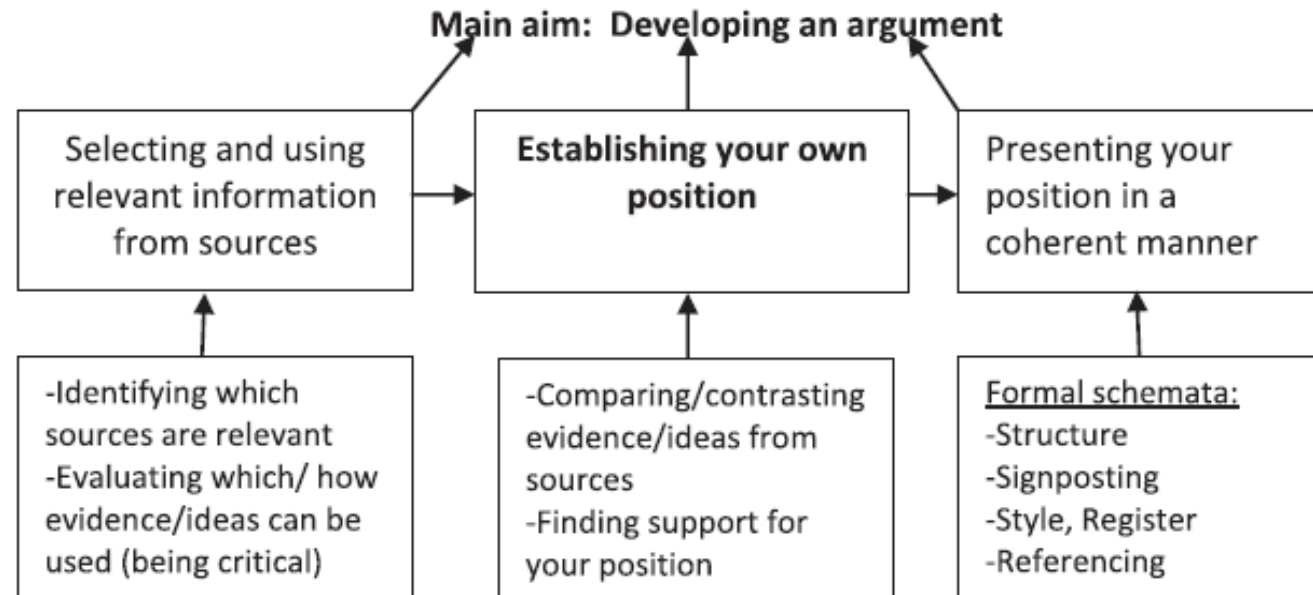 Main aim:  Developing an argument
Selecting and using
relevant information
from sources
Establishing your own
position
Presenting your
position in a
coherent manner
-Identifying which
sources are relevant
-Evaluating which/ how
evidence/ideas can be
used (being critical)
-Comparing/contrasting
evidence/ideas from
sources
-Finding support for
your position
Formal schemata:
-Structure
-Signposting
-Style, Register
-Referencing